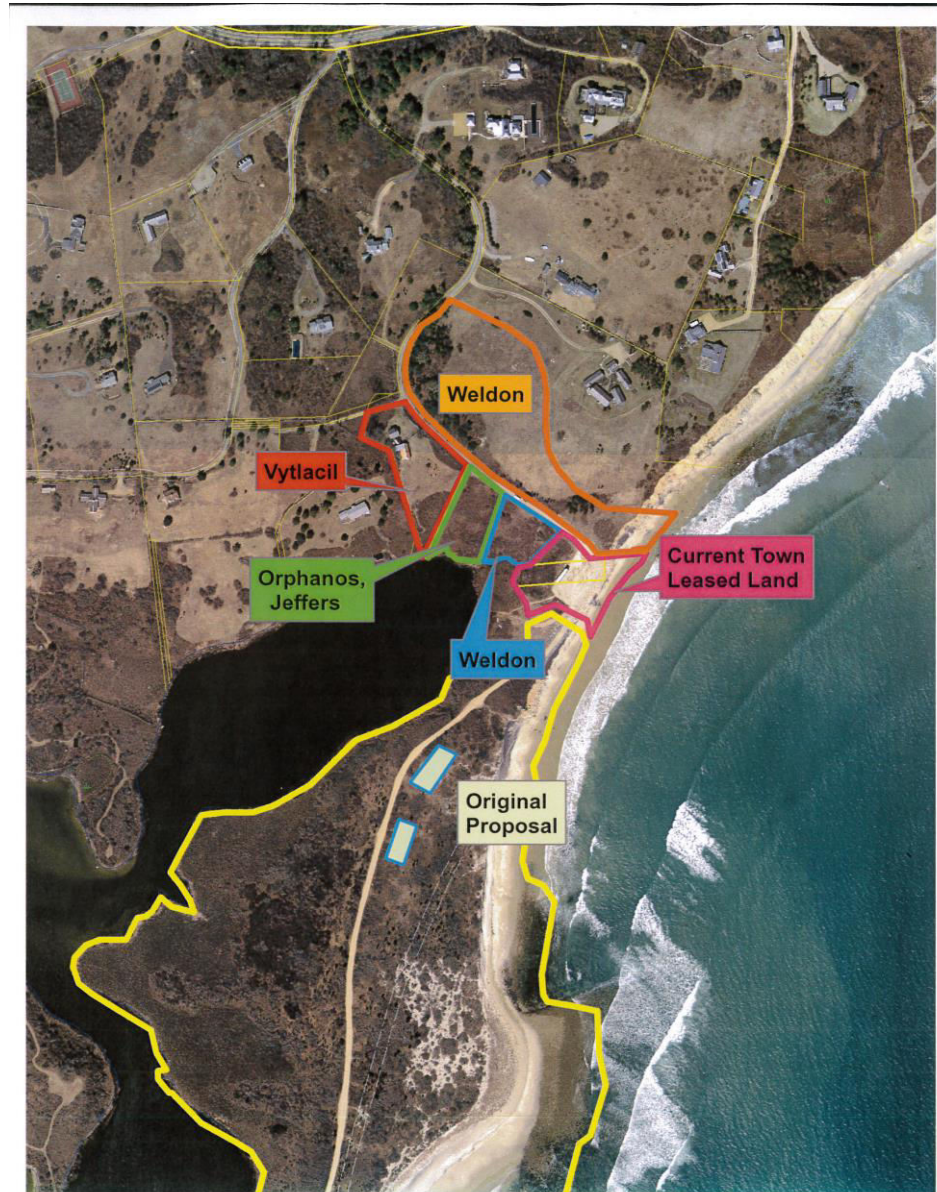 Weldon
Vytlacil
Current Town
Leased Land
Orphanos,
Jeffers
Weldon
Original
Proposal